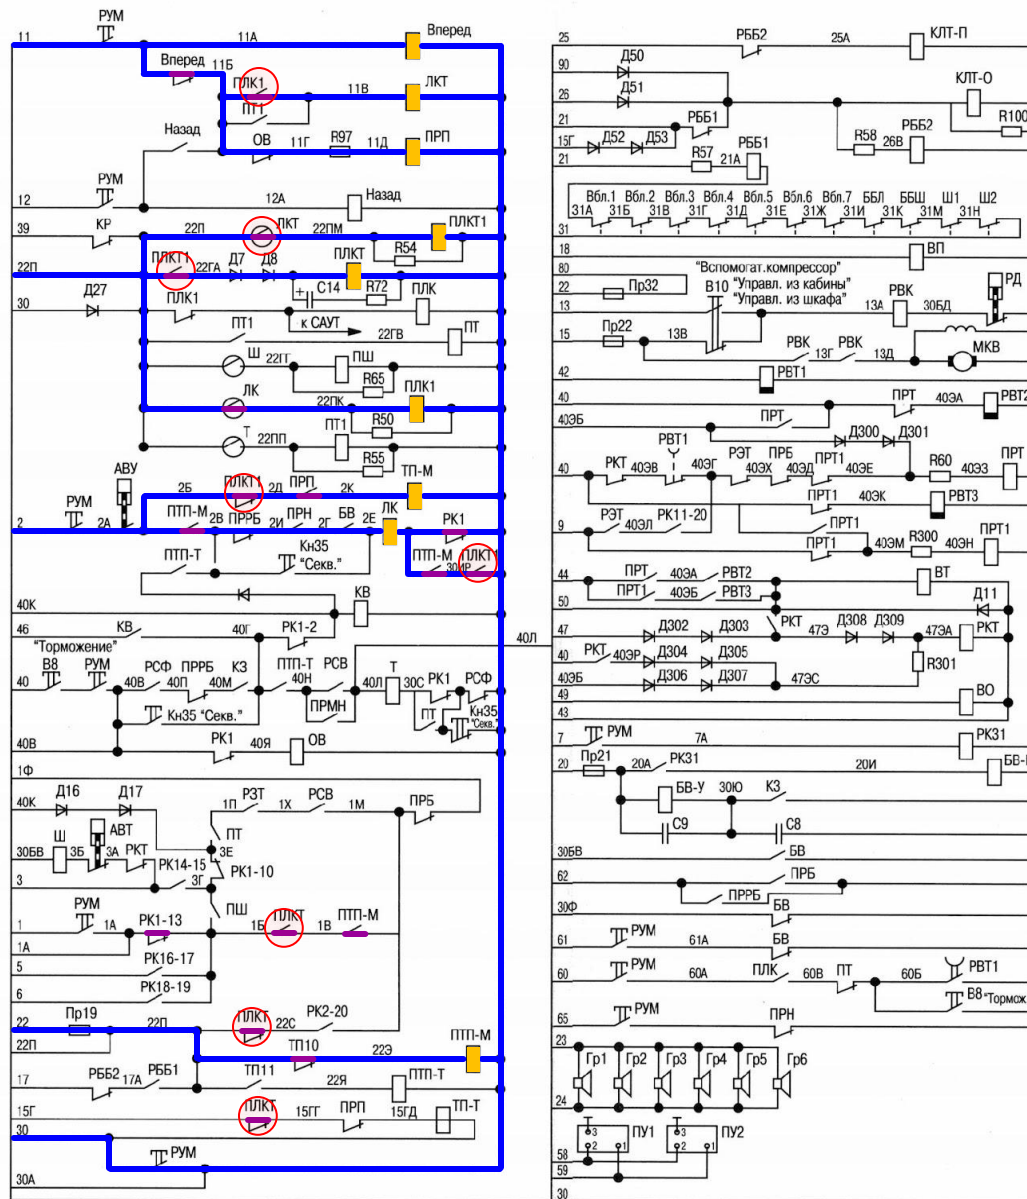 РУМ
11 11А Вперед
Вперед 11Б
ПЛК1 11В ЛКТ
ПТ1
Назад ОВ 11Г R97 11Д ПРП
РУМ
12 12А Назад
39 КР 22П ЛКТ 22ПМ ПЛКТ1
R54
ПЛКТ1
22П 22ГА Д7 Д8 ПЛКТ
+ С14 R72
30 Д27 ПЛК1 ПЛК
к САУТ
ПТ1 22ГВ ПТ
Ш 22ГГ ПШ
R65
ЛК 22ПК ПЛК1
R50
Т 22ПП ПТ1
R55
АВУ ПЛКТ1 ПРП ТП-М
2Б 2Д 2К
РУМ ПТП-М 2В ПРРБ ПРН БВ ЛК РК1
2 2А 2И 2Г 2Е
ПТП-Т Кн35 "Секв." ПТП-М 30ИР ПЛКТ1
40К КВ
46 КВ 40Г РК1-2 40Л
"Торможение"
В8 РУМ РСФ ПРРБ КЗ ПТП-Т РСВ Т РК1 РСФ
40 40В 40П 40М 40Н 40Л 30С
Кн35 "Секв." ПРМН ПТ Кн35 "Секв."
40В РК1 40Я ОВ
1Ф
40К Д16 Д17 1П РЗТ 1Х РСВ 1М ПРБ
Ш АВТ ПТ
30БВ 3Б 3А РКТ 3Е
РК14-15 РК1-10
3 3Г
РУМ ПШ
1 1А РК1-13 1Б ПЛКТ 1В ПТП-М
1А
5 РК16-17
6 РК18-19
Пр19 ПЛКТ
22 22П 22С РК2-20
22П ТП10 22Э ПТП-М
17 РББ2 17А РББ1 ТП11 22Я ПТП-Т
15Г ПЛКТ 15ГГ ПРП 15ГД ТП-Т
30
РУМ
30А
25 РББ2 25А КЛТ-П
90 Д50
26 Д51 КЛТ-О
R100
21 РББ1
15Г Д52 Д53 R58 26В РББ2
21 R57 21А РББ1
Вбл.1 Вбл.2 Вбл.3 Вбл.4 Вбл.5 Вбл.6 Вбл.7 ББЛ ББШ Ш1 Ш2
31А 31Б 31В 31Г 31Д 31Е 31Ж 31И 31К 31М 31Н
31
18 ВП
80 "Вспомогат.компрессор"
22 Пр32 В10 "Управл. из кабины" РД
13 "Управл. из шкафа" 13А РВК 30БД
15 Пр22 13В РВК 13Г РВК 13Д МКВ
42 РВТ1
40 ПРТ 40ЭА РВТ2
40ЭБ ПРТ
Д300 Д301
РВТ1
40 РКТ 40ЭВ 40ЭГ РЭТ 40ЭХ ПРБ 40ЭД ПРТ1 40ЭЕ R60 40ЭЗ ПРТ
ПРТ1 40ЭК РВТ3
9 РЭТ 40ЭЛ РК11-20 ПРТ1
ПРТ1 40ЭМ R300 40ЭН ПРТ1
44 ПРТ 40ЭА РВТ2 ВТ
50 ПРТ1 40ЭБ РВТ3 Д11
47 Д302 Д303 РКТ 47Э Д308 Д309 47ЭА РКТ
40 РКТ 40ЭР Д304 Д305
40ЭБ Д306 Д307 47ЭС R301
49 ВО
43
7 РУМ 7А РК31
20 Пр21 20А РК31 20И
БВ-У 30Ю КЗ
С9 С8
30БВ БВ
62 ПРБ
ПРРБ
30Ф БВ
61 РУМ 61А БВ
60 РУМ 60А ПЛК 60В ПТ 60Б РВТ1
В8 "Тормож
65 РУМ ПРН
23
Гр1 Гр2 Гр3 Гр4 Гр5 Гр6
24
3 2 1 ПУ1 3 2 1 ПУ2
58
59
30